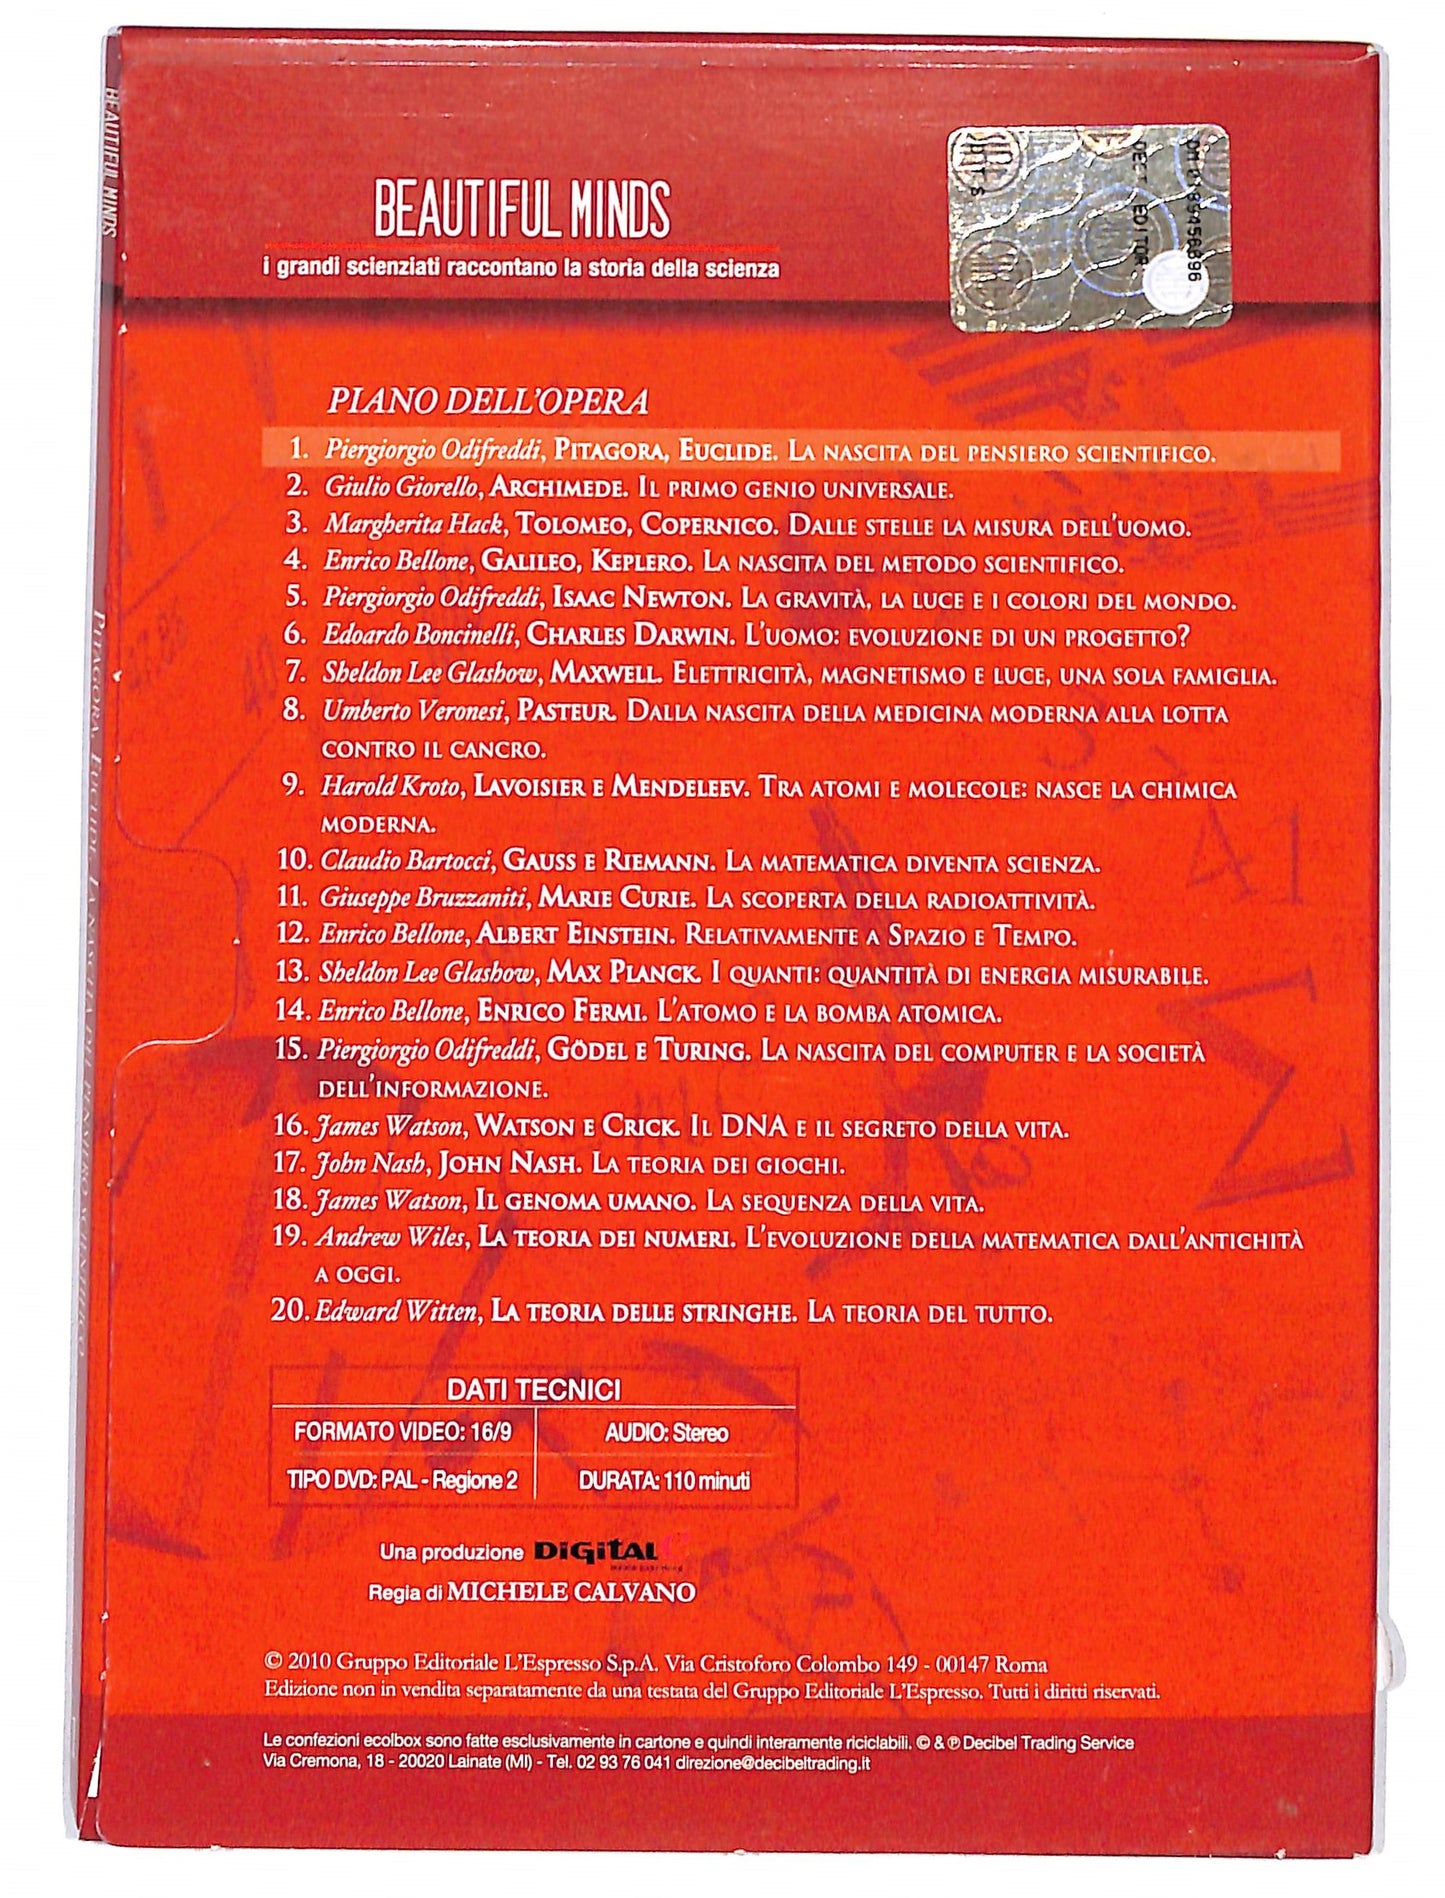 BEAUTIFUL MINDS
i grandi scienziati raccontano la storia della scienza
PIANO DELL'OPERA
1. Piergiorgio Odifreddi, PITAGORA, EUCLIDE. LA NASCITA DEL PENSIERO SCIENTIFICO.
2. Giulio Giorello, ARCHIMEDE. IL PRIMO GENIO UNIVERSALE.
3. Margherita Hack, TOLOMEO, COPERNICO. DALLE STELLE LA MISURA DELL'UOMO.
4. Enrico Bellone, GALILEO, KEPLERO. LA NASCITA DEL METODO SCIENTIFICO.
5. Piergiorgio Odifreddi, ISAAC NEWTON. LA GRAVITÀ, LA LUCE E I COLORI DEL MONDO.
6. Edoardo Boncinelli, CHARLES DARWIN. L'UOMO: EVOLUZIONE DI UN PROGETTO?
7. Sheldon Lee Glashow, MAXWELL. ELETTRICITÀ, MAGNETISMO E LUCE, UNA SOLA FAMIGLIA.
8. Umberto Veronesi, PASTEUR. DALLA NASCITA DELLA MEDICINA MODERNA ALLA LOTTA
CONTRO IL CANCRO.
9. Harold Kroto, LAVOISIER E MENDELEEV. TRA ATOMI E MOLECOLE: NASCE LA CHIMICA
MODERNA.
10. Claudio Bartocci, GAUSS E RIEMANN. LA MATEMATICA DIVENTA SCIENZA.
11. Giuseppe Bruzzaniti, MARIE CURIE. LA SCOPERTA DELLA RADIOATTIVITÀ.
12. Enrico Bellone, ALBERT EINSTEIN. RELATIVAMENTE A SPAZIO E TEMPO.
13. Sheldon Lee Glashow, MAX PLANCK. I QUANTI: QUANTITÀ DI ENERGIA MISURABILE.
14. Enrico Bellone, ENRICO FERMI. L'ATOMO E LA BOMBA ATOMICA.
15. Piergiorgio Odifreddi, GÖDEL E TURING. LA NASCITA DEL COMPUTER E LA SOCIETÀ
DELL'INFORMAZIONE.
16. James Watson, WATSON E CRICK. IL DNA E IL SEGRETO DELLA VITA.
17. John Nash, JOHN NASH. LA TEORIA DEI GIOCHI.
18. James Watson, IL GENOMA UMANO. LA SEQUENZA DELLA VITA.
19. Andrew Wiles, LA TEORIA DEI NUMERI. L'EVOLUZIONE DELLA MATEMATICA DALL'ANTICHITÀ
A OGGI.
20. Edward Witten, LA TEORIA DELLE STRINGHE. LA TEORIA DEL TUTTO.
DATI TECNICI
FORMATO VIDEO: 16/9 AUDIO: Stereo
TIPO DVD: PAL - Regione 2 DURATA: 110 minuti
Una produzione DIGITAL
Regia di MICHELE CALVANO
© 2010 Gruppo Editoriale L'Espresso S.p.A. Via Cristoforo Colombo 149 - 00147 Roma
Edizione non in vendita separatamente da una testata del Gruppo Editoriale L'Espresso. Tutti i diritti riservati.
Le confezioni ecolbox sono fatte esclusivamente in cartone e quindi interamente riciclabili. © & ℗ Decibel Trading Service
Via Cremona, 18 - 20020 Lainate (MI) - Tel. 02 93 76 041 direzione@decibeltrading.it
BEAUTIFUL MINDS
PITAGORA, EUCLIDE. LA NASCITA DEL PENSIERO SCIENTIFICO